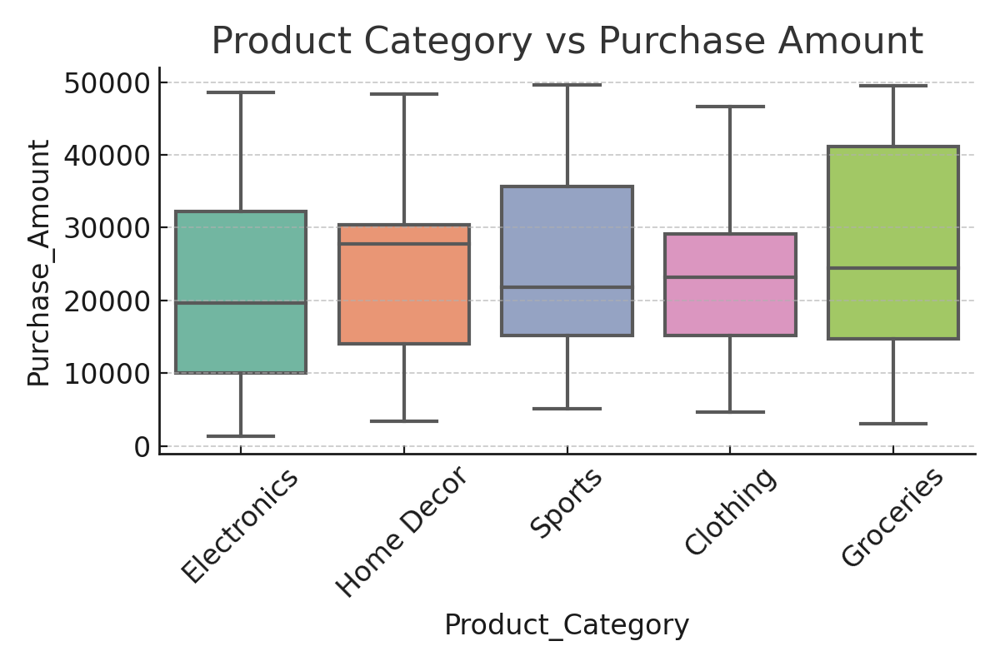 Product Category vs Purchase Amount
Purchase_Amount
50000
40000
30000
20000
10000
0
Electronics
Home Decor
Sports
Clothing
Groceries
Product_Category